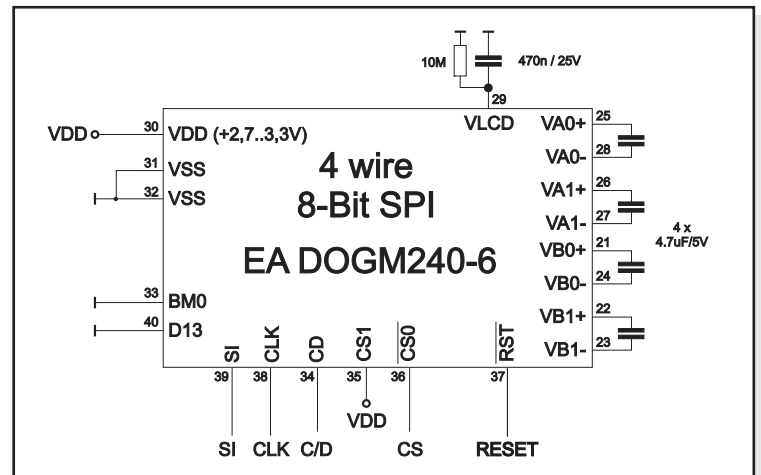 10M
470n / 25V
29
VLCD
VDD
30
VDD (+2,7..3,3V)
31
VSS
32
VSS
4 wire
8-Bit SPI
EA DOGM240-6
VA0+
25
VA0-
28
VA1+
26
VA1-
27
VB0+
21
VB0-
24
VB1+
22
VB1-
23
4 x
4.7uF/5V
33
BM0
40
D13
SI
CLK
CD
CS1
CS0
RST
39
38
34
35
36
37
VDD
SI
CLK
C/D
CS
RESET